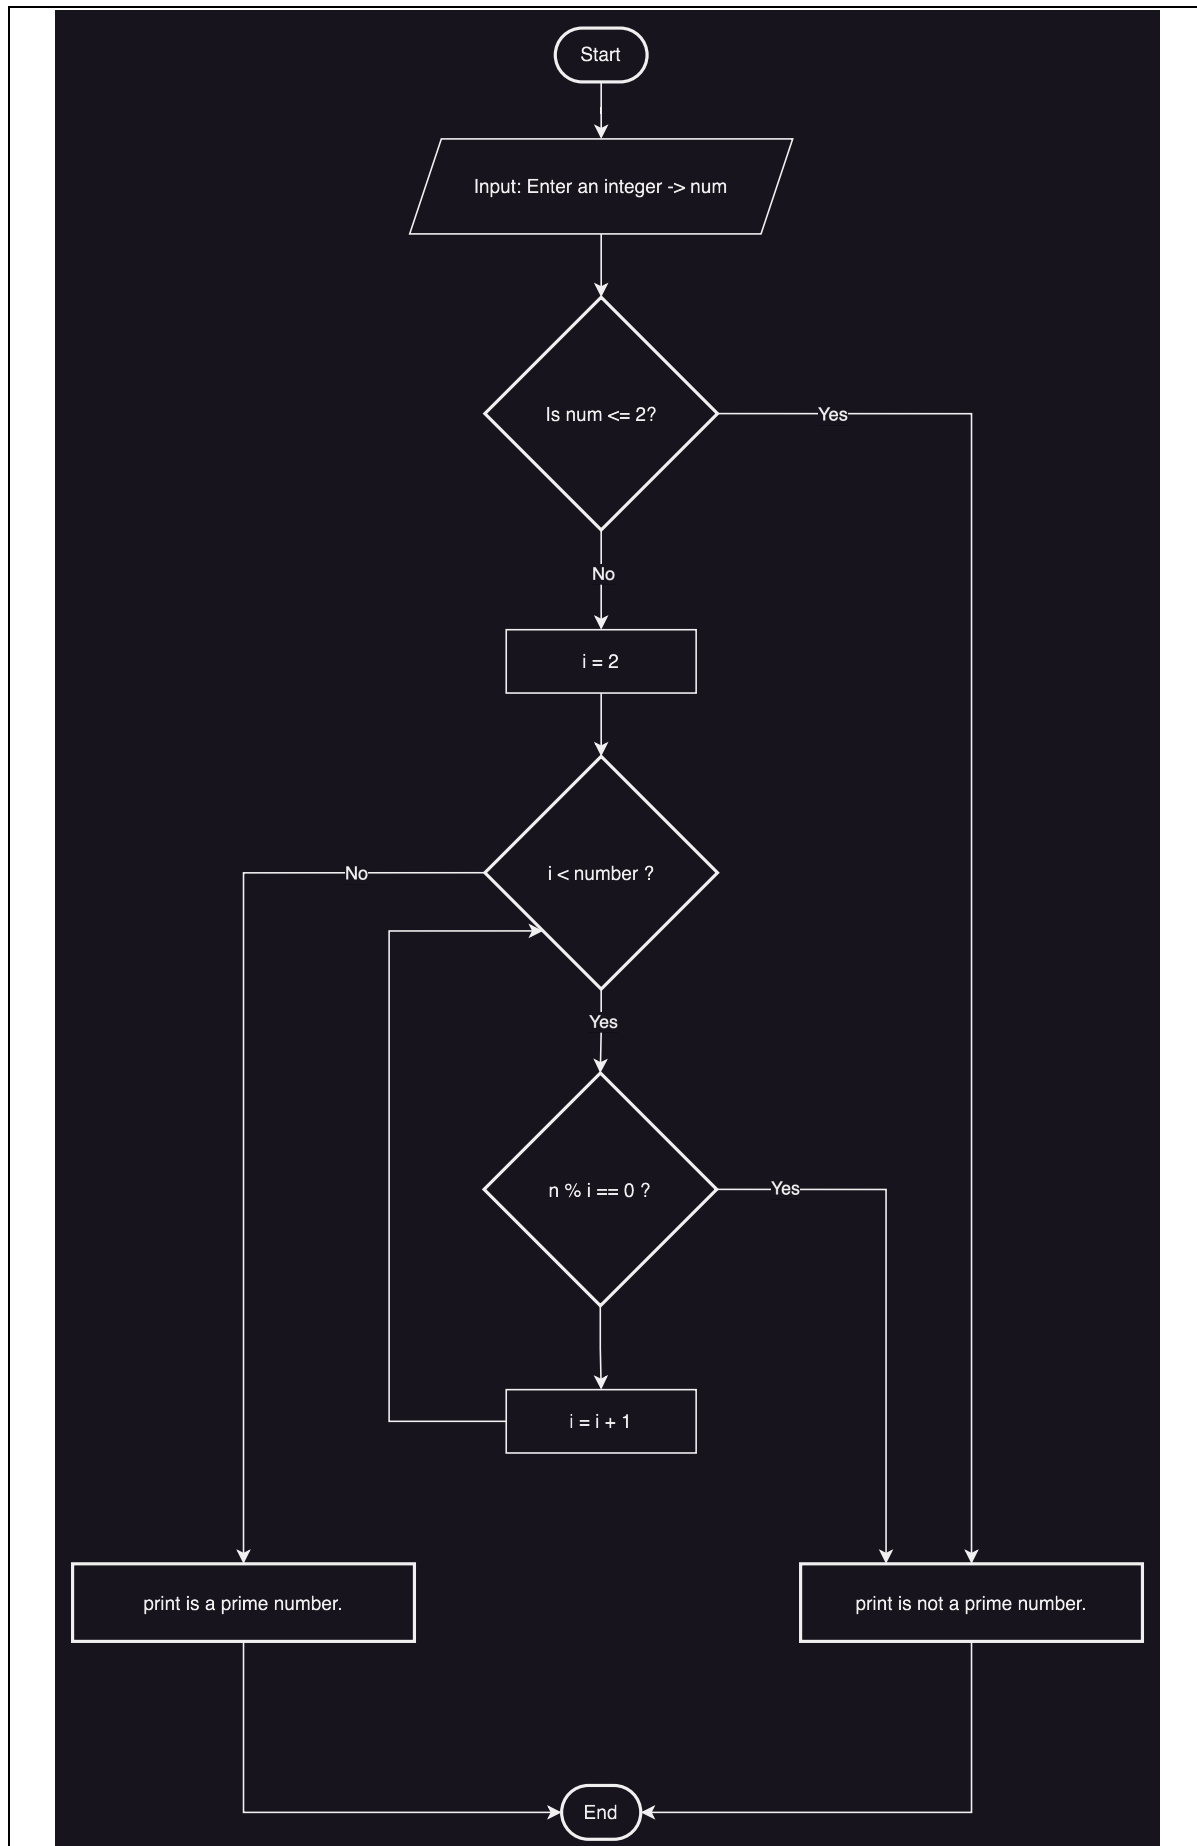 Start
Input: Enter an integer -> num
Is num <= 2?
Yes
No
i = 2
i < number ?
No
Yes
n % i == 0 ?
Yes
i = i + 1
print is a prime number.
print is not a prime number.
End